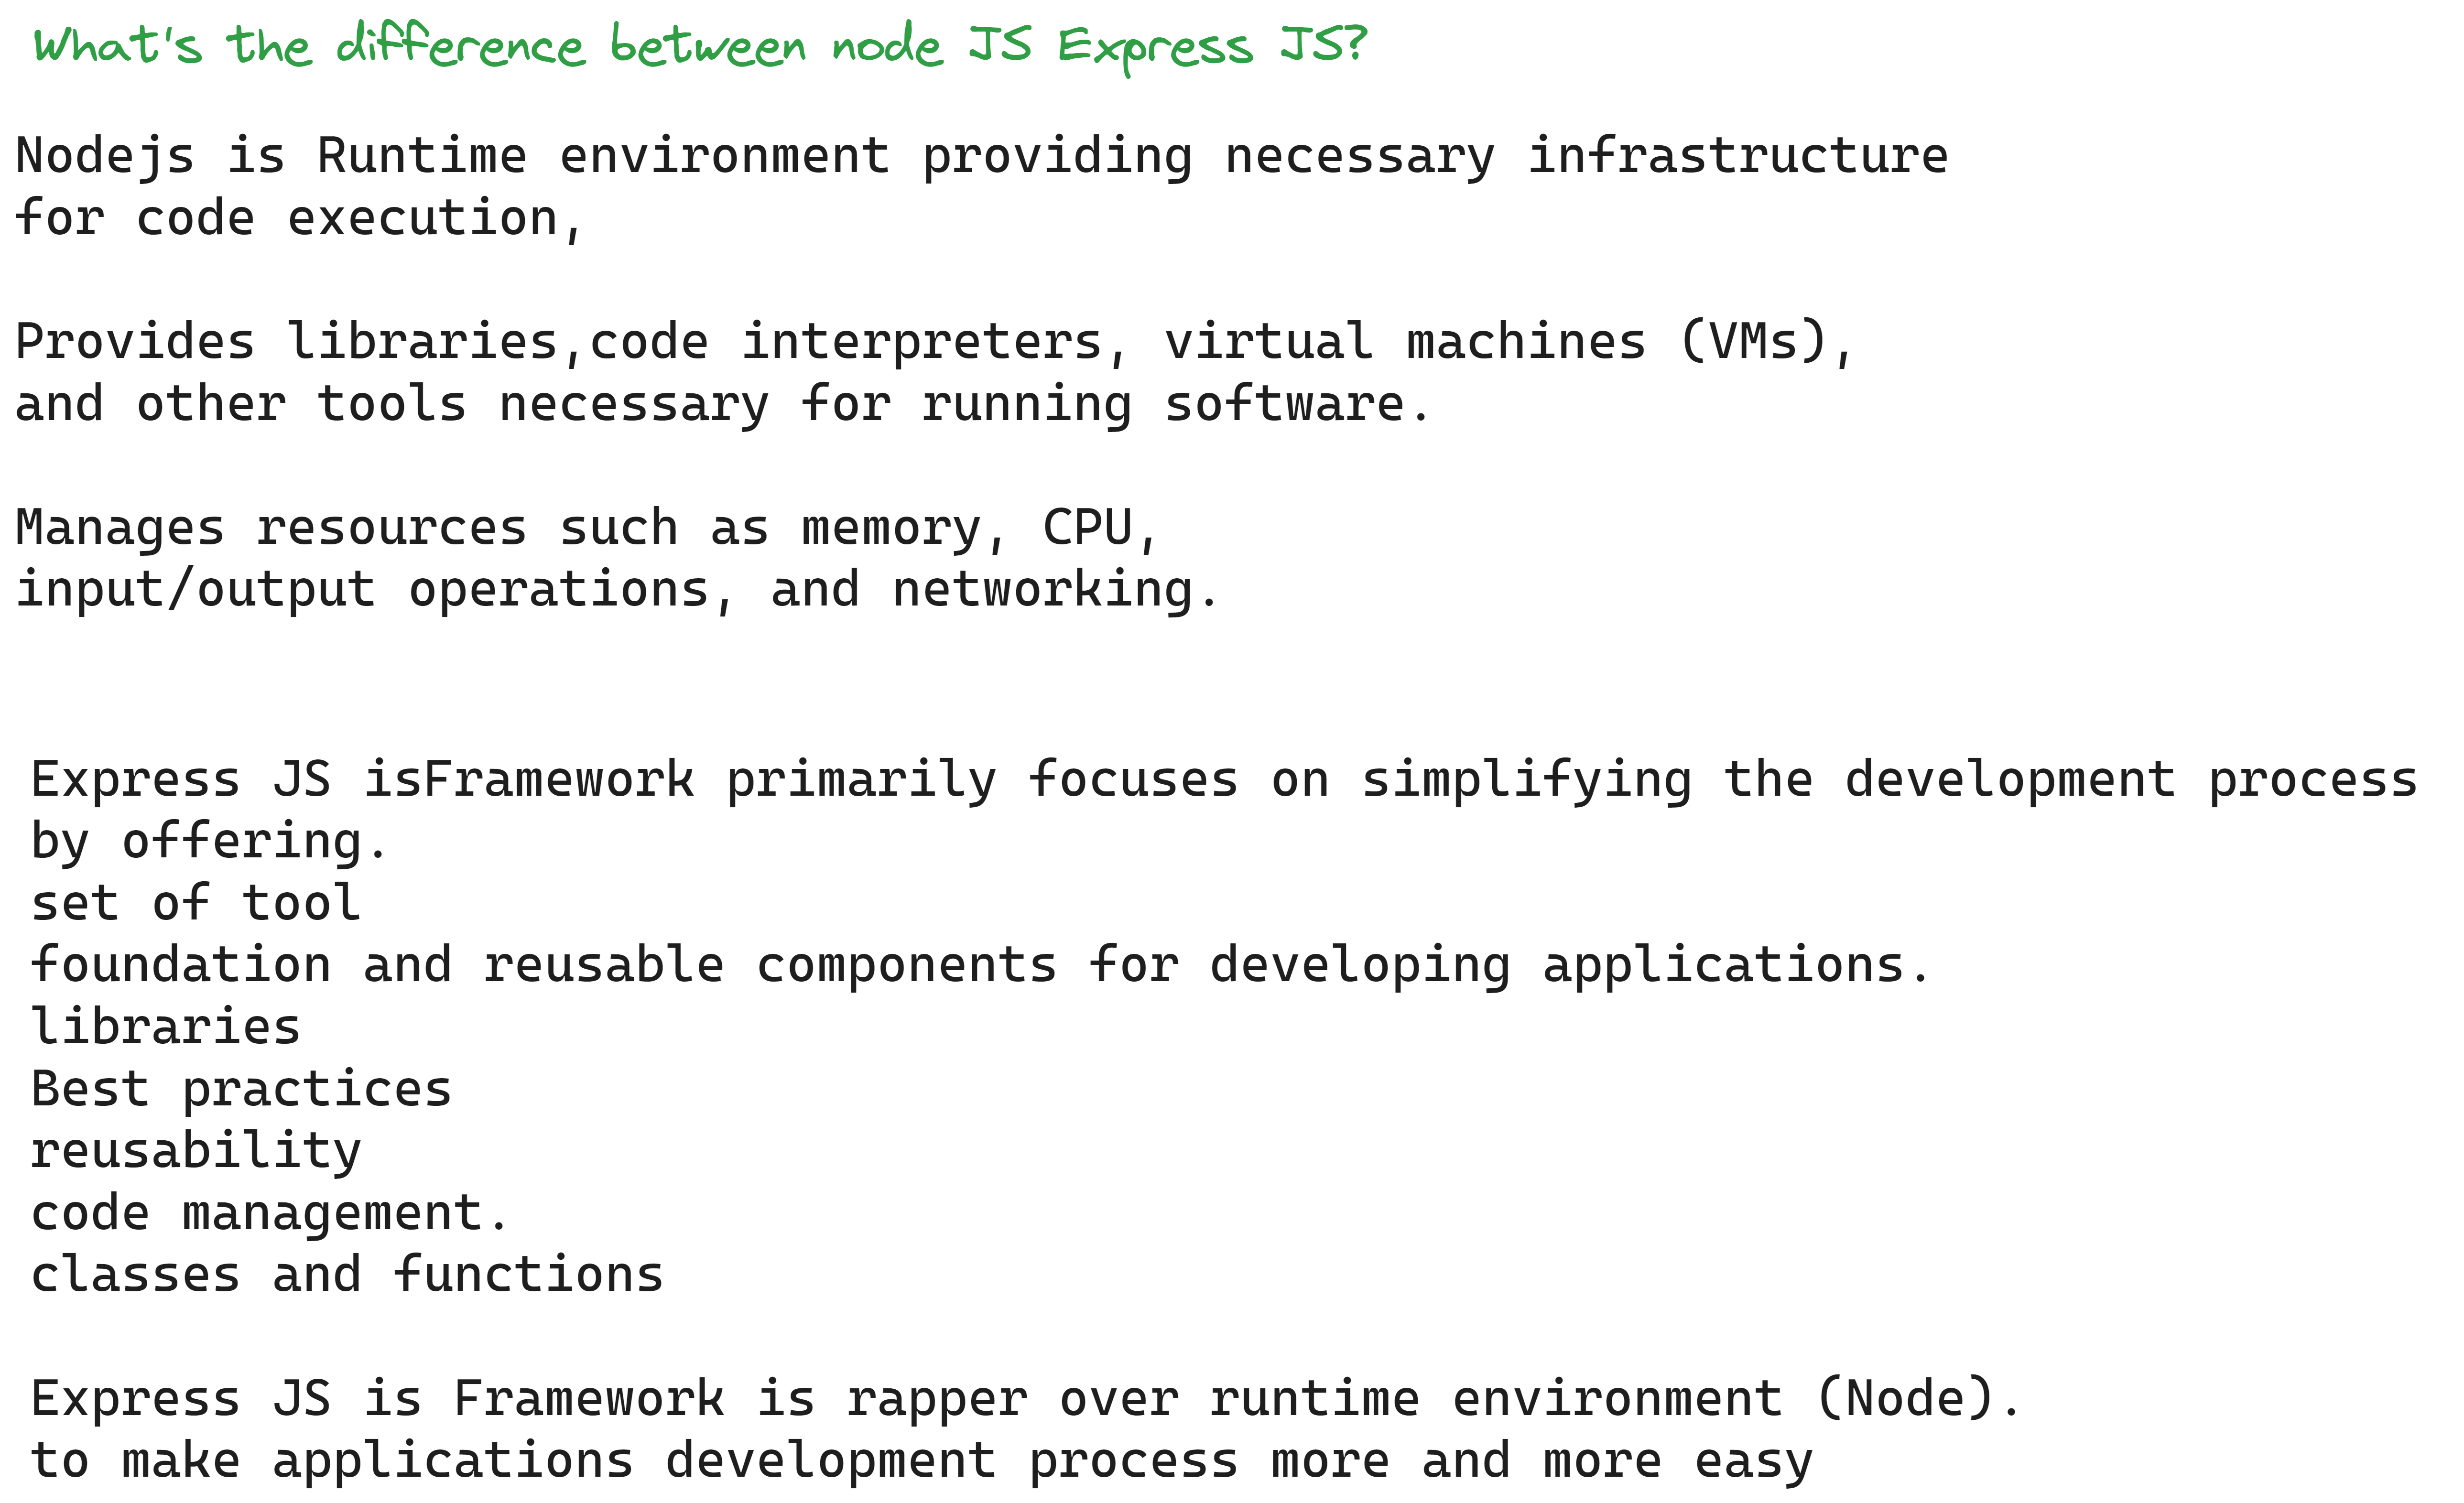 What's the difference between node JS Express JS?
Nodejs is Runtime environment providing necessary infrastructure
for code execution,
Provides libraries,code interpreters, virtual machines (VMs),
and other tools necessary for running software.
Manages resources such as memory, CPU,
input/output operations, and networking.
Express JS isFramework primarily focuses on simplifying the development process
by offering.
set of tool
foundation and reusable components for developing applications.
libraries
Best practices
reusability
code management.
classes and functions
Express JS is Framework is rapper over runtime environment (Node).
to make applications development process more and more easy